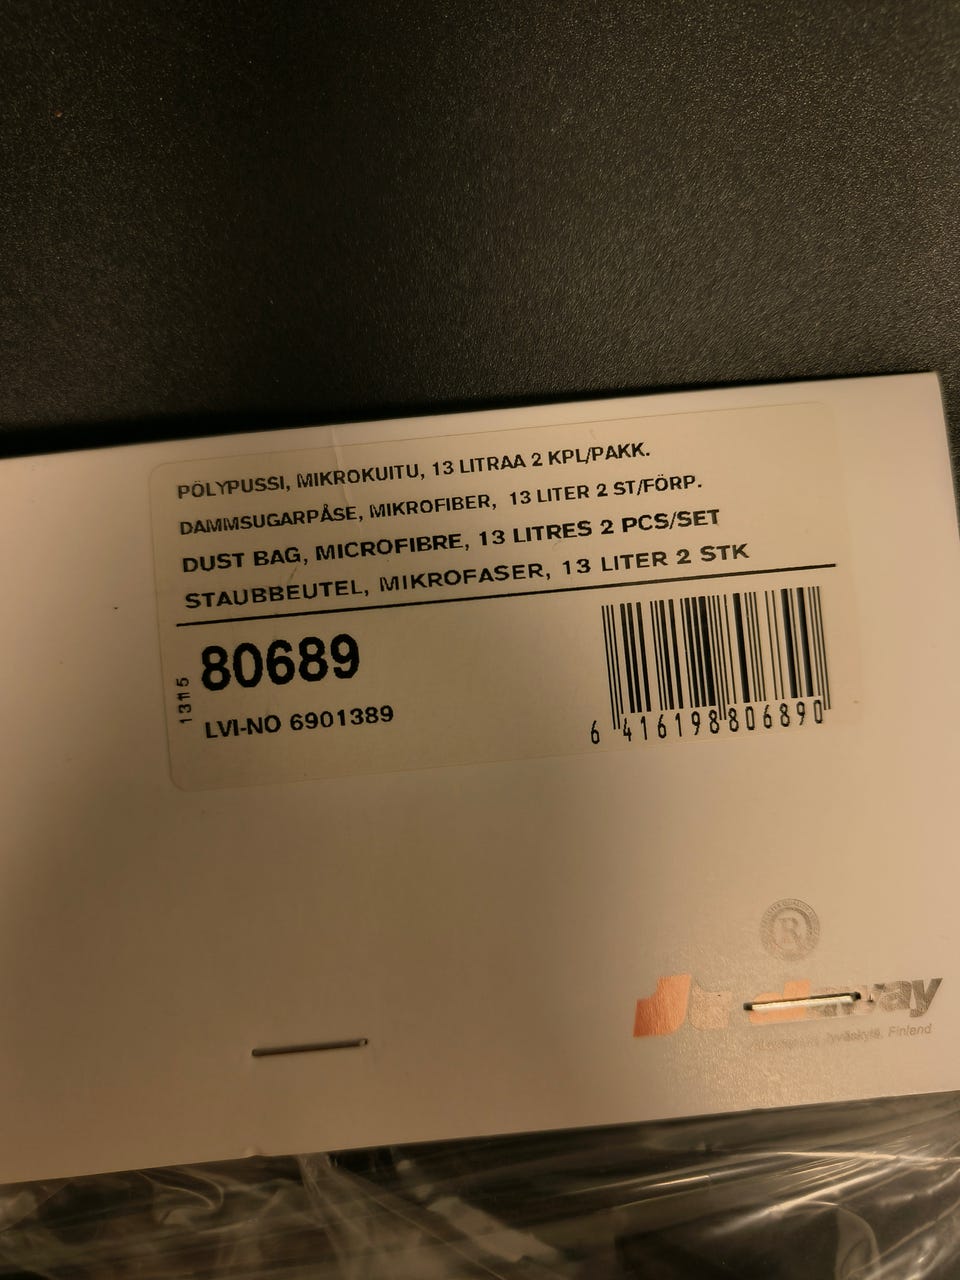 PÖLYPUSSI, MIKROKUITU, 13 LITRAA 2 KPL/PAKK.
DAMMSUGARPÅSE, MIKROFIBER, 13 LITER 2 ST/FÖRP.
DUST BAG, MICROFIBRE, 13 LITRES 2 PCS/SET
STAUBBEUTEL, MIKROFASER, 13 LITER 2 STK
80689
LVI-NO 6901389
6 416198 806890
R
Finland